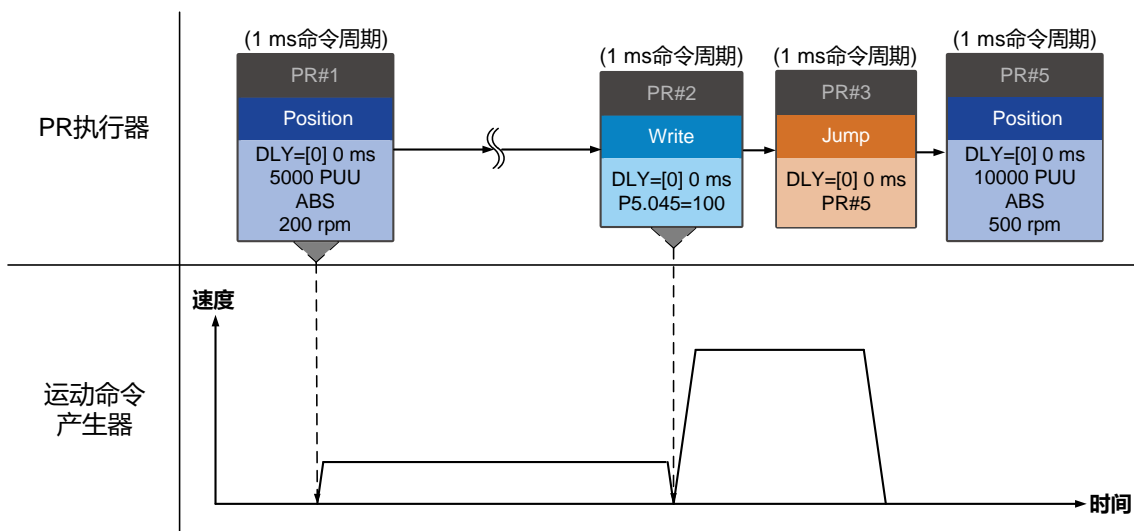 PR执行器
(1 ms命令周期)
PR#1
Position
DLY=[0] 0 ms
5000 PUU
ABS
200 rpm
(1 ms命令周期)
PR#2
Write
DLY=[0] 0 ms
P5.045=100
(1 ms命令周期)
PR#3
Jump
DLY=[0] 0 ms
PR#5
(1 ms命令周期)
PR#5
Position
DLY=[0] 0 ms
10000 PUU
ABS
500 rpm
运动命令
产生器
速度
时间